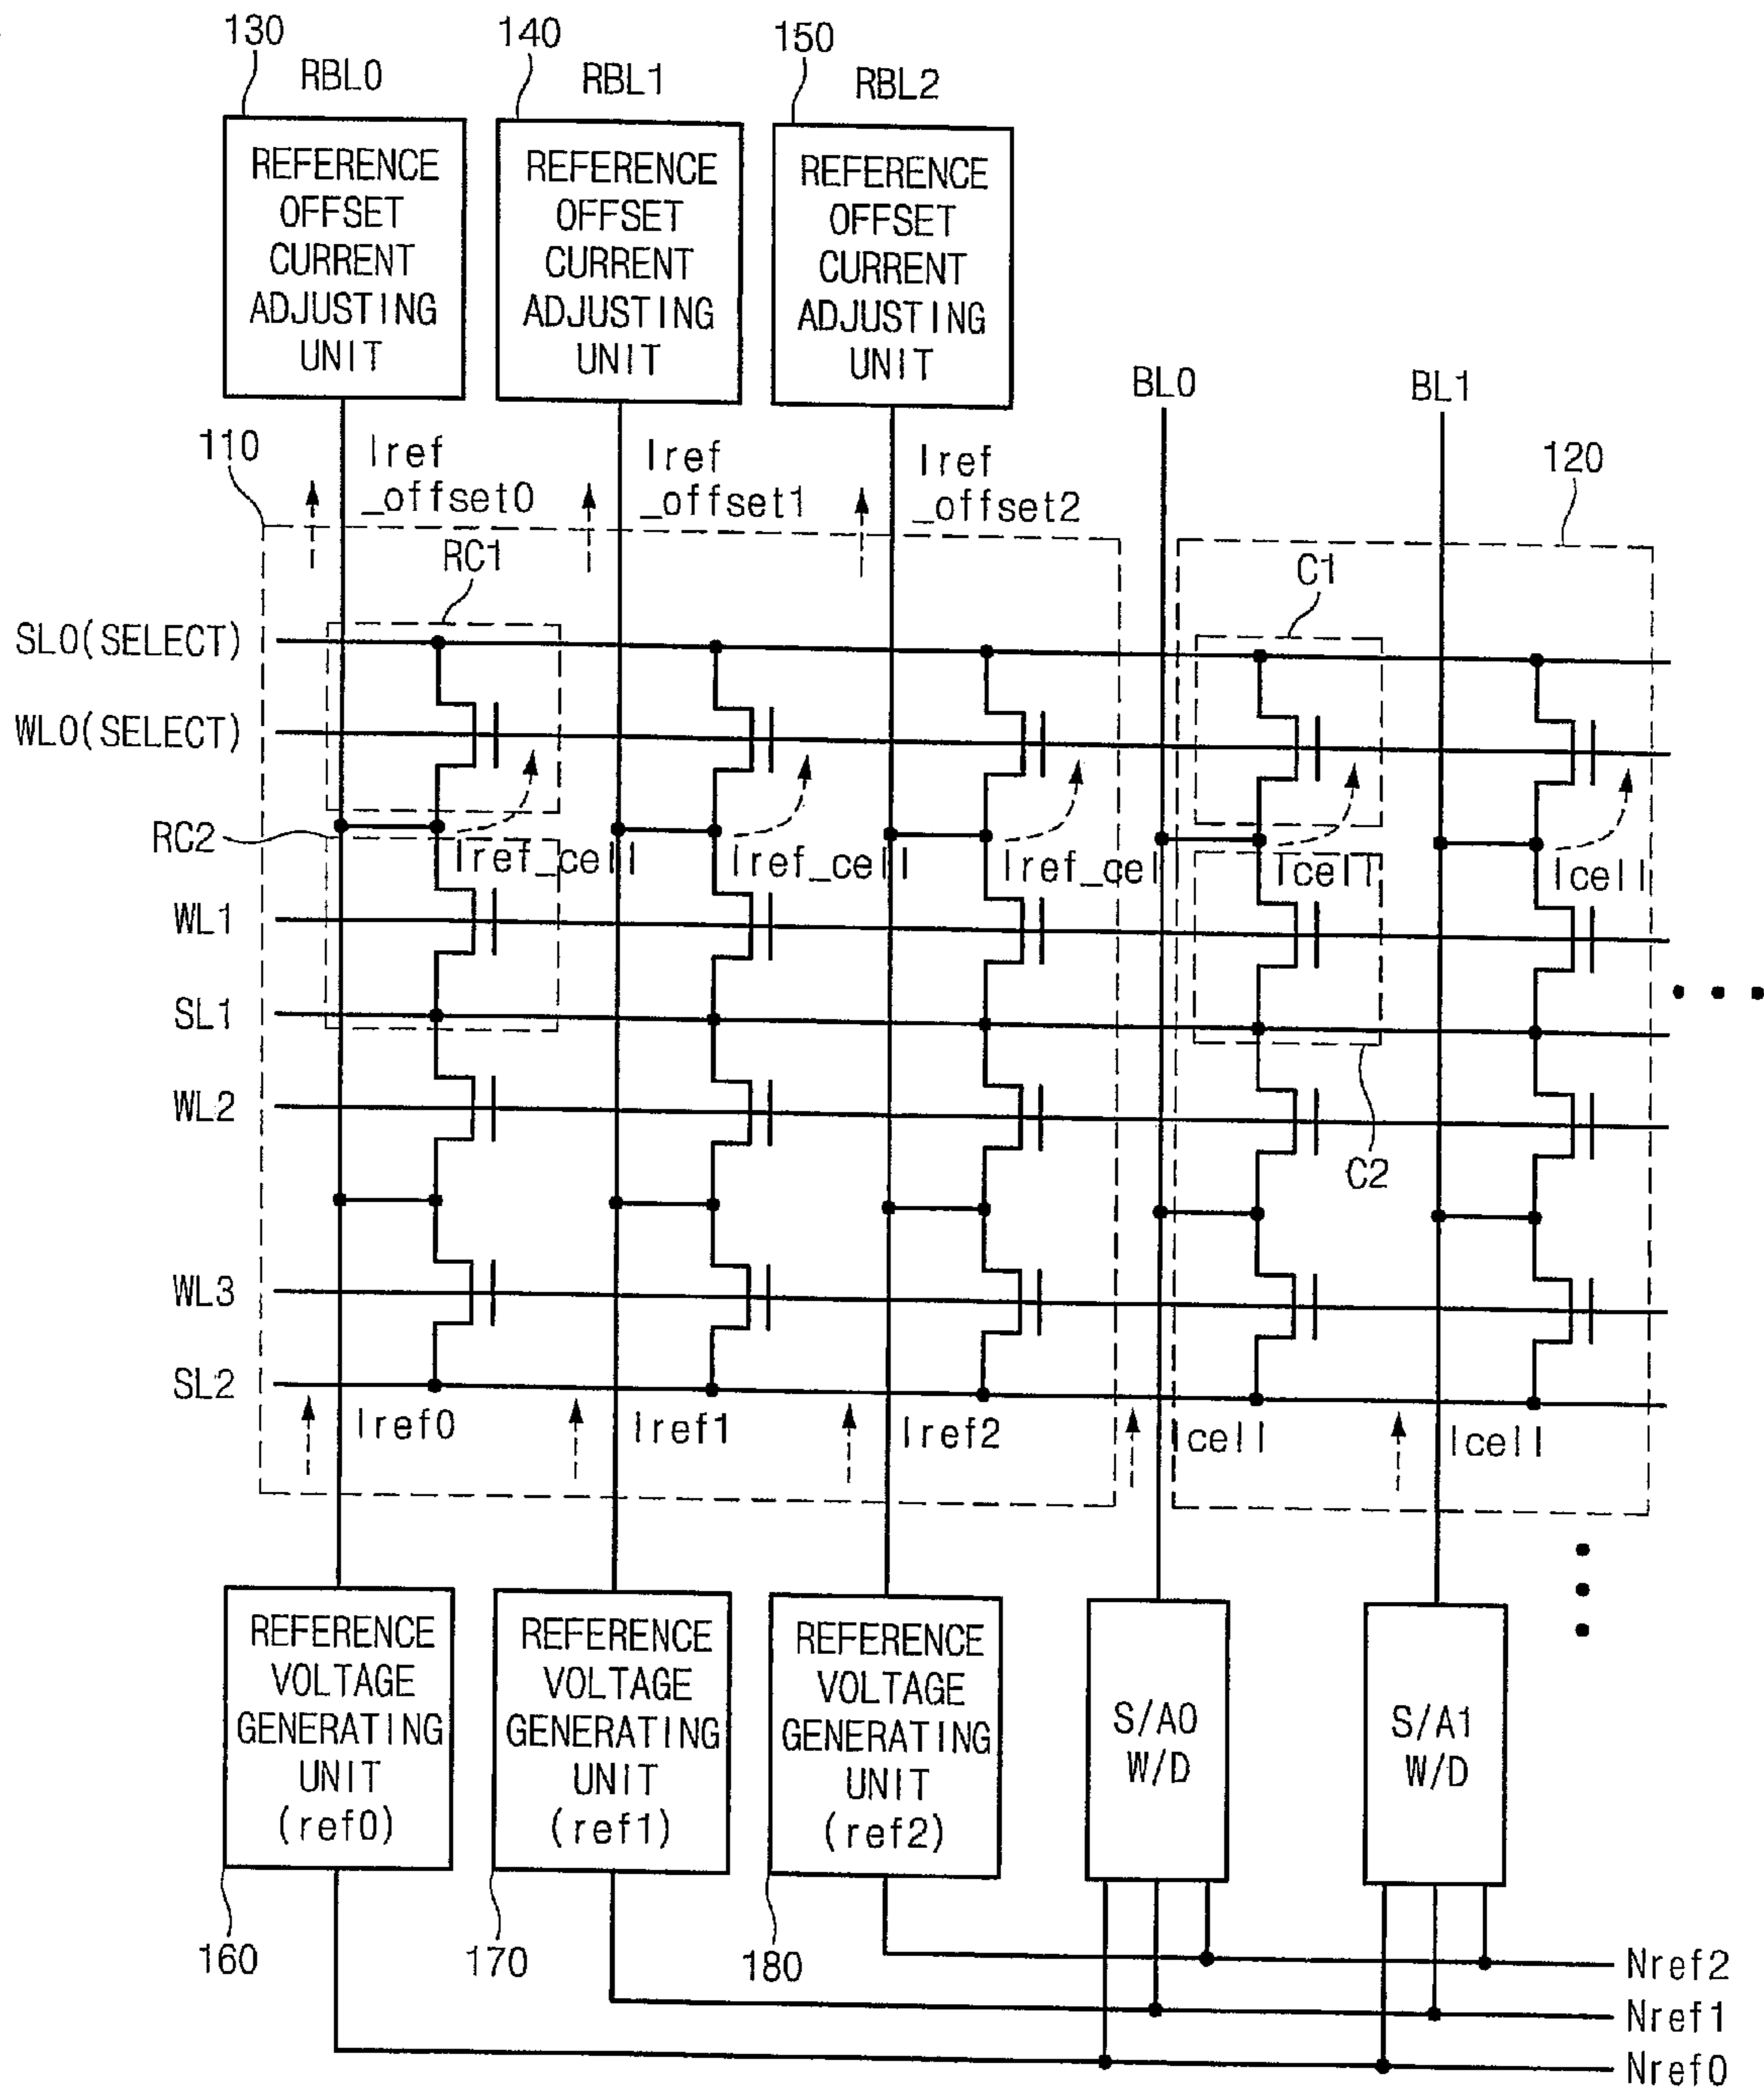 130
RBL0
140
RBL1
150
RBL2
REFERENCE
OFFSET
CURRENT
ADJUSTING
UNIT
REFERENCE
OFFSET
CURRENT
ADJUSTING
UNIT
REFERENCE
OFFSET
CURRENT
ADJUSTING
UNIT
BL0
BL1
110
Iref
_offset0
Iref
_offset1
Iref
_offset2
120
RC1
C1
SL0(SELECT)
WL0(SELECT)
RC2
Iref_cell
Iref_cell
Iref_cel
Icell
Icell
WL1
SL1
WL2
C2
WL3
SL2
Iref0
Iref1
Iref2
Icell
Icell
REFERENCE
VOLTAGE
GENERATING
UNIT
(ref0)
REFERENCE
VOLTAGE
GENERATING
UNIT
(ref1)
REFERENCE
VOLTAGE
GENERATING
UNIT
(ref2)
S/A0
W/D
S/A1
W/D
160
170
180
Nref2
Nref1
Nref0